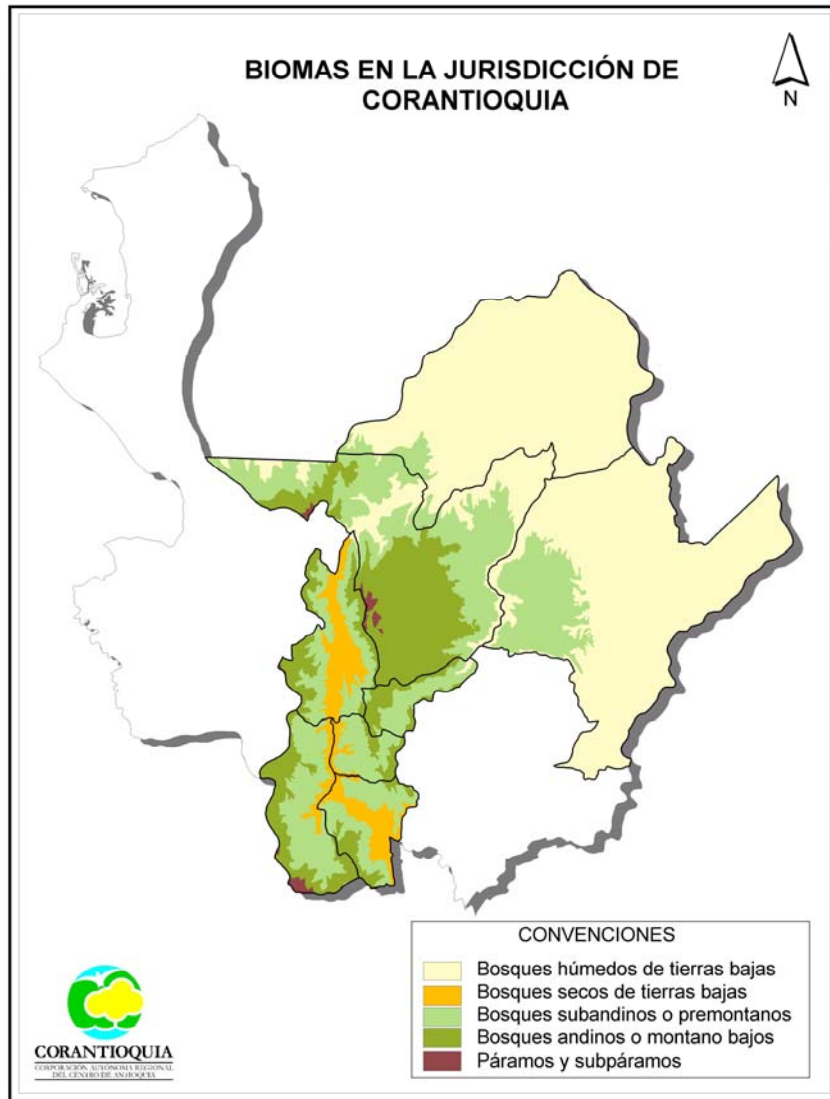 BIOMAS EN LA JURISDICCIÓN DE
CORANTIOQUIA
N
CONVENCIONES
Bosques húmedos de tierras bajas
Bosques secos de tierras bajas
Bosques subandinos o premontanos
Bosques andinos o montano bajos
Páramos y subpáramos
CORANTIOQUIA
CORPORACIÓN AUTÓNOMA REGIONAL
DEL CENTRO DE ANTIOQUIA